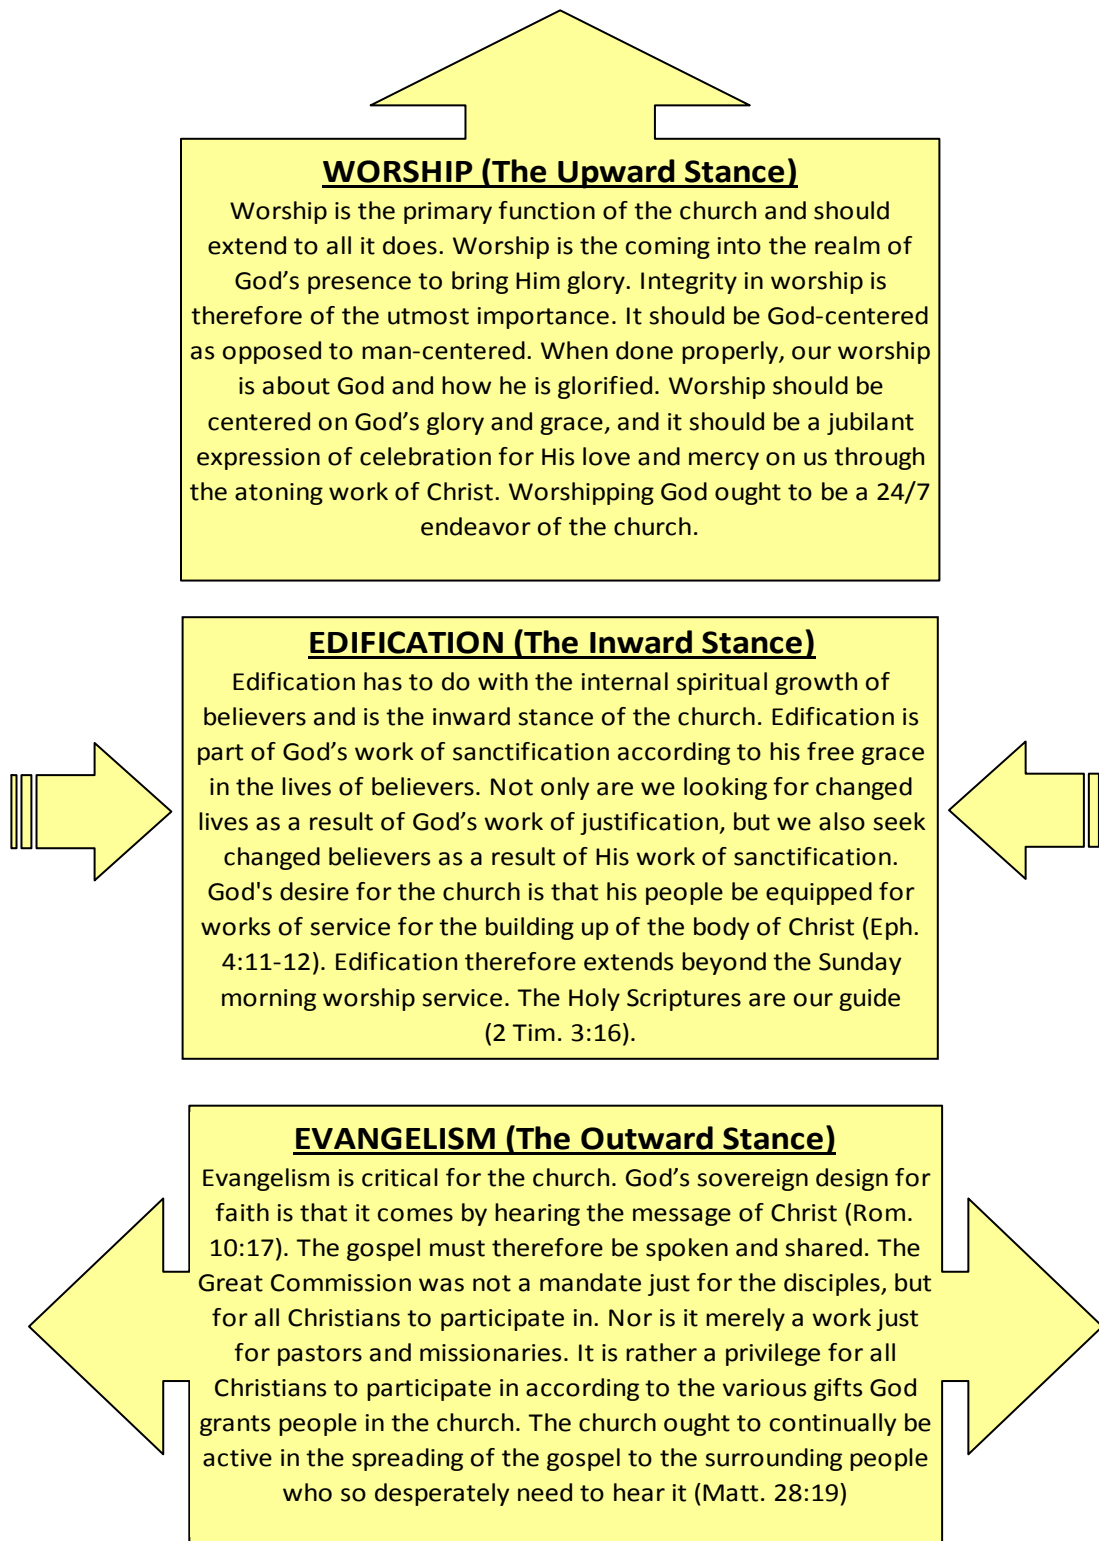 WORSHIP (The Upward Stance)
Worship is the primary function of the church and should
extend to all it does. Worship is the coming into the realm of
God’s presence to bring Him glory. Integrity in worship is
therefore of the utmost importance. It should be God-centered
as opposed to man-centered. When done properly, our worship
is about God and how he is glorified. Worship should be
centered on God’s glory and grace, and it should be a jubilant
expression of celebration for His love and mercy on us through
the atoning work of Christ. Worshipping God ought to be a 24/7
endeavor of the church.
EDIFICATION (The Inward Stance)
Edification has to do with the internal spiritual growth of
believers and is the inward stance of the church. Edification is
part of God’s work of sanctification according to his free grace
in the lives of believers. Not only are we looking for changed
lives as a result of God’s work of justification, but we also seek
changed believers as a result of His work of sanctification.
God's desire for the church is that his people be equipped for
works of service for the building up of the body of Christ (Eph.
4:11-12). Edification therefore extends beyond the Sunday
morning worship service. The Holy Scriptures are our guide
(2 Tim. 3:16).
EVANGELISM (The Outward Stance)
Evangelism is critical for the church. God’s sovereign design for
faith is that it comes by hearing the message of Christ (Rom.
10:17). The gospel must therefore be spoken and shared. The
Great Commission was not a mandate just for the disciples, but
for all Christians to participate in. Nor is it merely a work just
for pastors and missionaries. It is rather a privilege for all
Christians to participate in according to the various gifts God
grants people in the church. The church ought to continually be
active in the spreading of the gospel to the surrounding people
who so desperately need to hear it (Matt. 28:19)